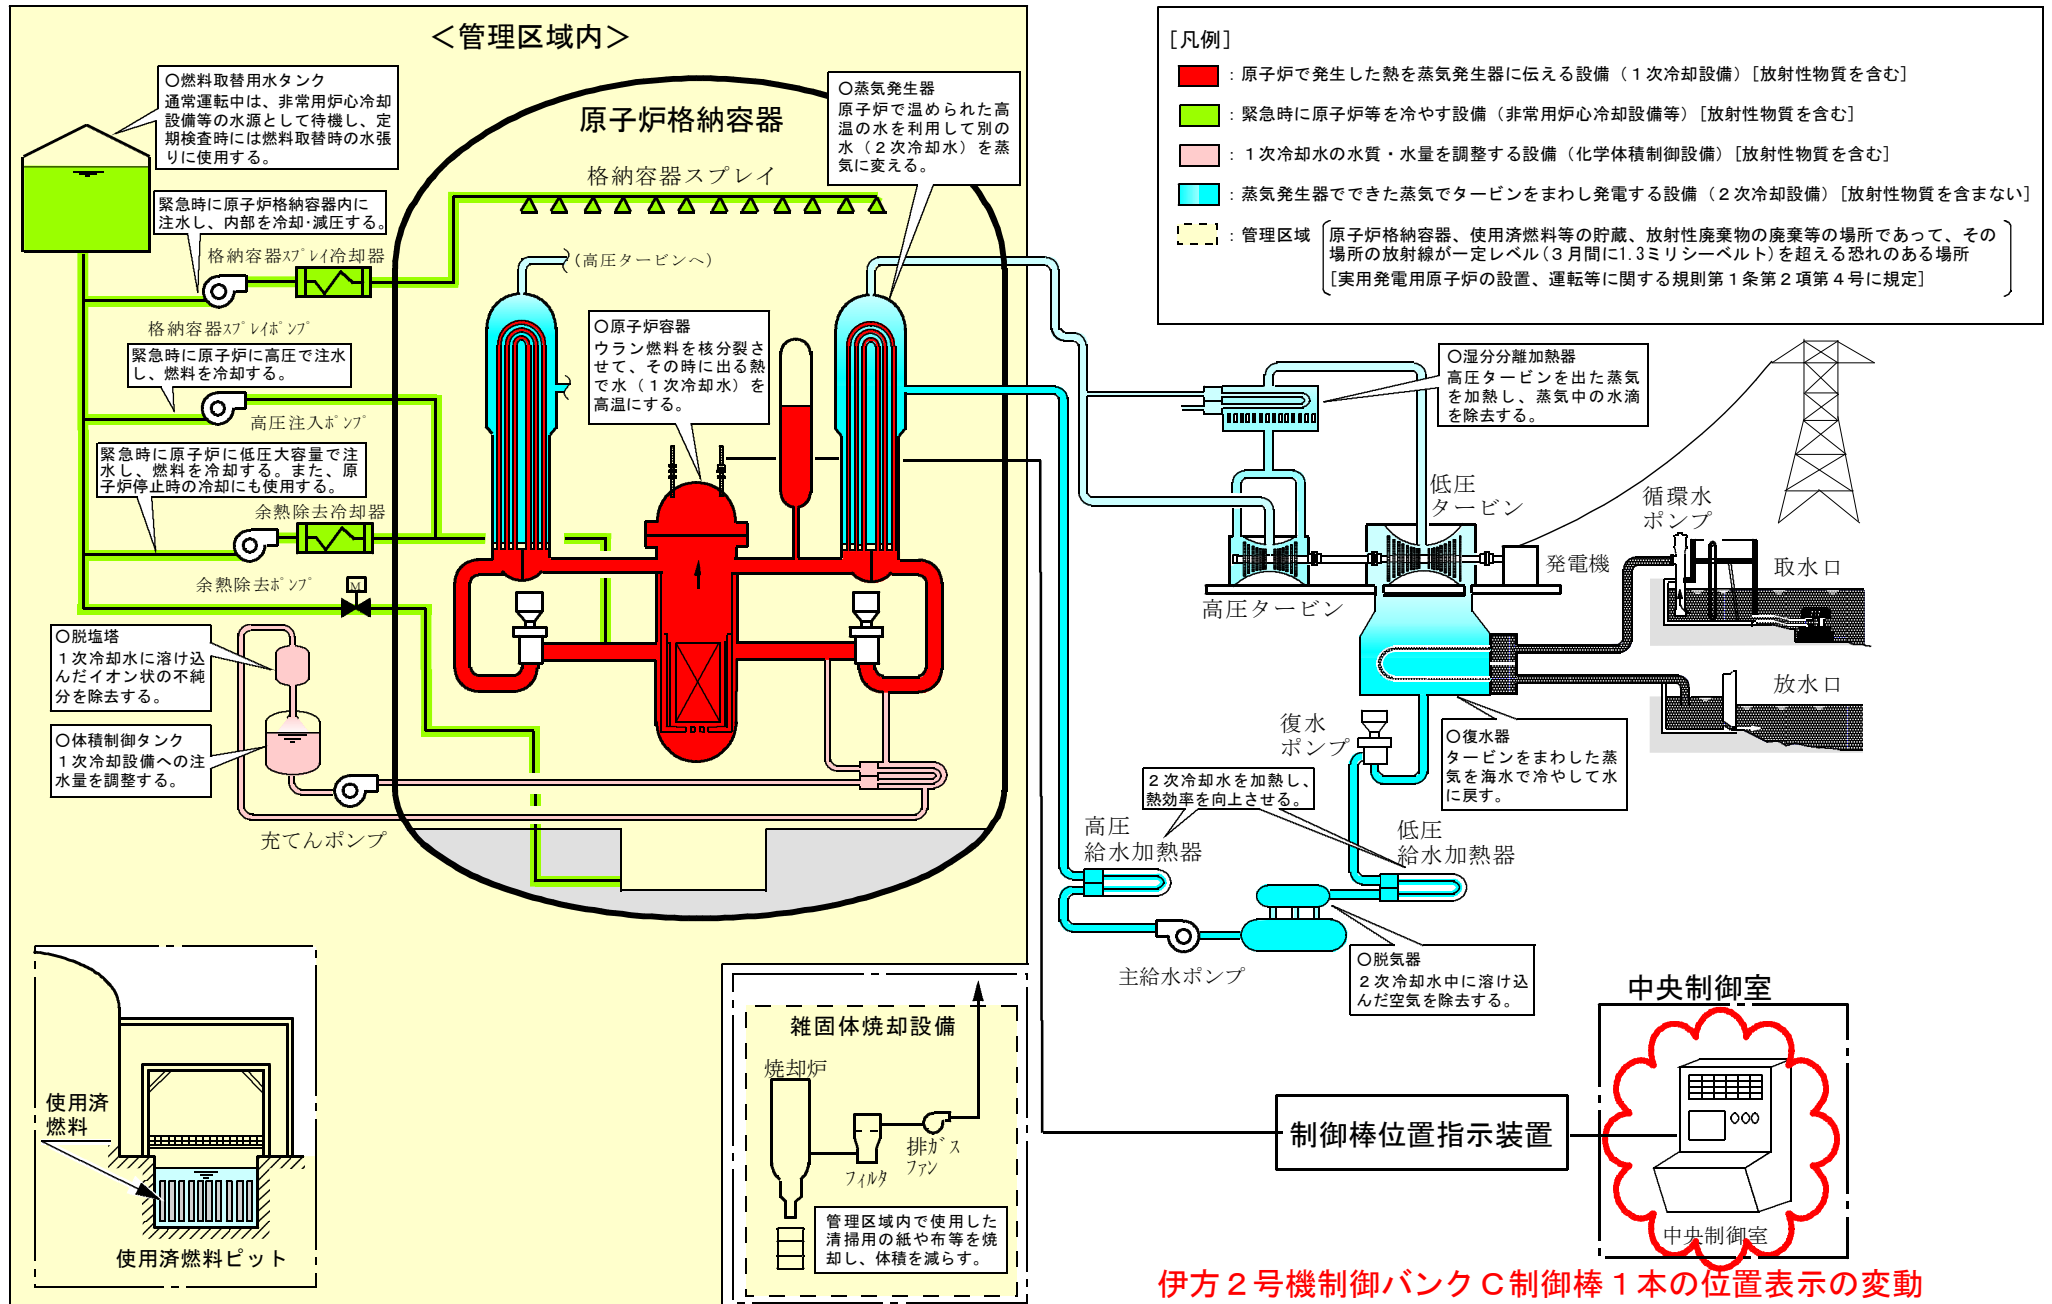 ＜管理区域内＞
○燃料取替用水タンク
通常運転中は、非常用炉心冷却
設備等の水源として待機し、定
期検査時には燃料取替時の水張
りに使用する。
原子炉格納容器
○蒸気発生器
原子炉で温められた高
温の水を利用して別の
水（２次冷却水）を蒸
気に変える。
格納容器スプレイ
緊急時に原子炉格納容器内に
注水し、内部を冷却･減圧する。
格納容器ｽﾌﾟﾚｲ冷却器
（高圧タービンへ）
格納容器ｽﾌﾟﾚｲﾎﾟﾝﾌﾟ
○原子炉容器
ウラン燃料を核分裂さ
せて、その時に出る熱
で水（１次冷却水）を
高温にする。
緊急時に原子炉に高圧で注水
し、燃料を冷却する。
高圧注入ﾎﾟﾝﾌﾟ
緊急時に原子炉に低圧大容量で注
水し、燃料を冷却する。また、原
子炉停止時の冷却にも使用する。
余熱除去冷却器
余熱除去ﾎﾟﾝﾌﾟ
M
○脱塩塔
１次冷却水に溶け込
んだイオン状の不純
分を除去する。
○体積制御タンク
１次冷却設備への注
水量を調整する。
充てんポンプ
使用済
燃料
使用済燃料ピット
雑固体焼却設備
焼却炉
排ｶﾞｽ
ﾌｧﾝ
ﾌｨﾙﾀ
管理区域内で使用した
清掃用の紙や布等を焼
却し、体積を減らす。
［凡例］
：原子炉で発生した熱を蒸気発生器に伝える設備（１次冷却設備）［放射性物質を含む］
：緊急時に原子炉等を冷やす設備（非常用炉心冷却設備等）［放射性物質を含む］
：１次冷却水の水質・水量を調整する設備（化学体積制御設備）［放射性物質を含む］
：蒸気発生器でできた蒸気でタービンをまわし発電する設備（２次冷却設備）［放射性物質を含まない］
：管理区域 原子炉格納容器、使用済燃料等の貯蔵、放射性廃棄物の廃棄等の場所であって、その
場所の放射線が一定レベル(３月間に1.3ミリシーベルト)を超える恐れのある場所
［実用発電用原子炉の設置、運転等に関する規則第１条第２項第４号に規定］
○湿分分離加熱器
高圧タービンを出た蒸気
を加熱し、蒸気中の水滴
を除去する。
低圧
タービン
循環水
ポンプ
発電機
取水口
高圧タービン
放水口
復水
ポンプ
○復水器
タービンをまわした蒸
気を海水で冷やして水
に戻す。
２次冷却水を加熱し、
熱効率を向上させる。
高圧
給水加熱器
低圧
給水加熱器
主給水ポンプ
○脱気器
２次冷却水中に溶け込
んだ空気を除去する。
中央制御室
制御棒位置指示装置
中央制御室
伊方２号機制御バンクＣ制御棒１本の位置表示の変動